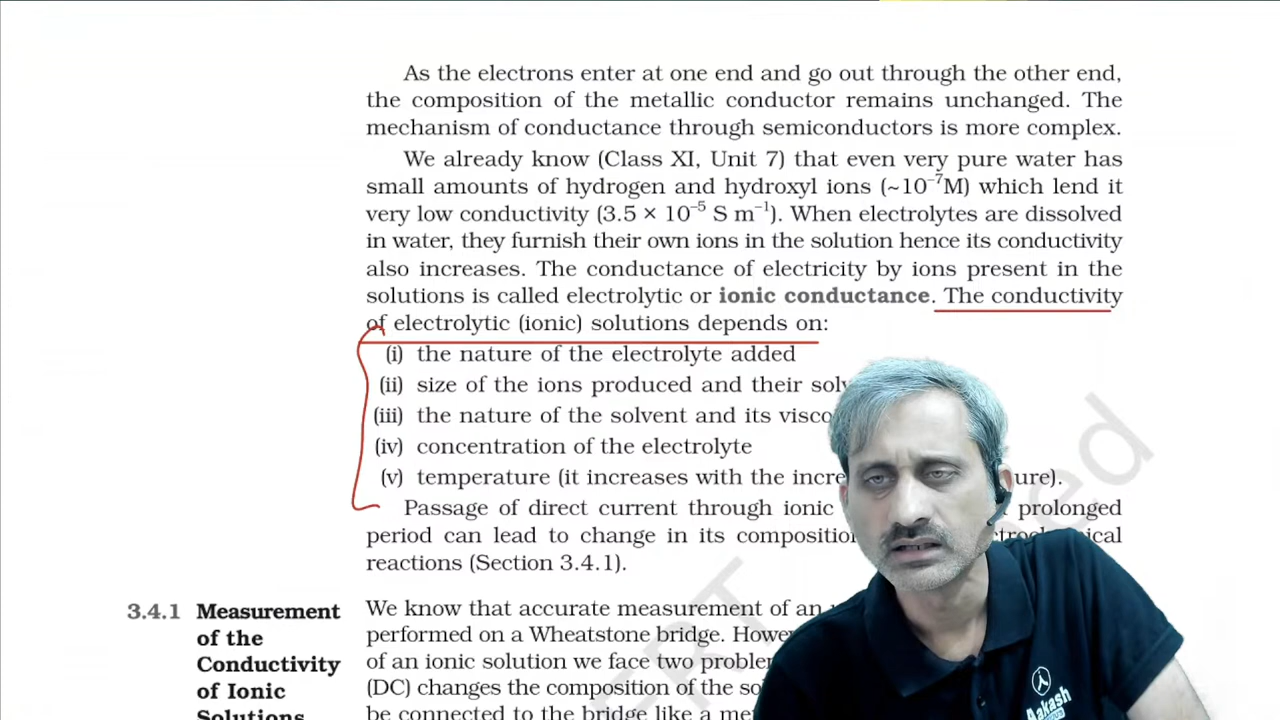 As the electrons enter at one end and go out through the other end,
the composition of the metallic conductor remains unchanged. The
mechanism of conductance through semiconductors is more complex.
We already know (Class XI, Unit 7) that even very pure water has
small amounts of hydrogen and hydroxyl ions (~10⁻⁷M) which lend it
very low conductivity (3.5 × 10⁻⁵ S m⁻¹). When electrolytes are dissolved
in water, they furnish their own ions in the solution hence its conductivity
also increases. The conductance of electricity by ions present in the
solutions is called electrolytic or ionic conductance. The conductivity
of electrolytic (ionic) solutions depends on:
(i) the nature of the electrolyte added
(ii) size of the ions produced and their
(iii) the nature of the solvent and its
(iv) concentration of the electrolyte
(v) temperature (it increases with the
Passage of direct current through ionic prolonged
period can lead to change in its
reactions (Section 3.4.1).
3.4.1 Measurement of the Conductivity of Ionic Solutions
We know that accurate measurement of an
performed on a Wheatstone bridge.
of an ionic solution we face two
(DC) changes the composition of the
be connected to the bridge like a
Aakash